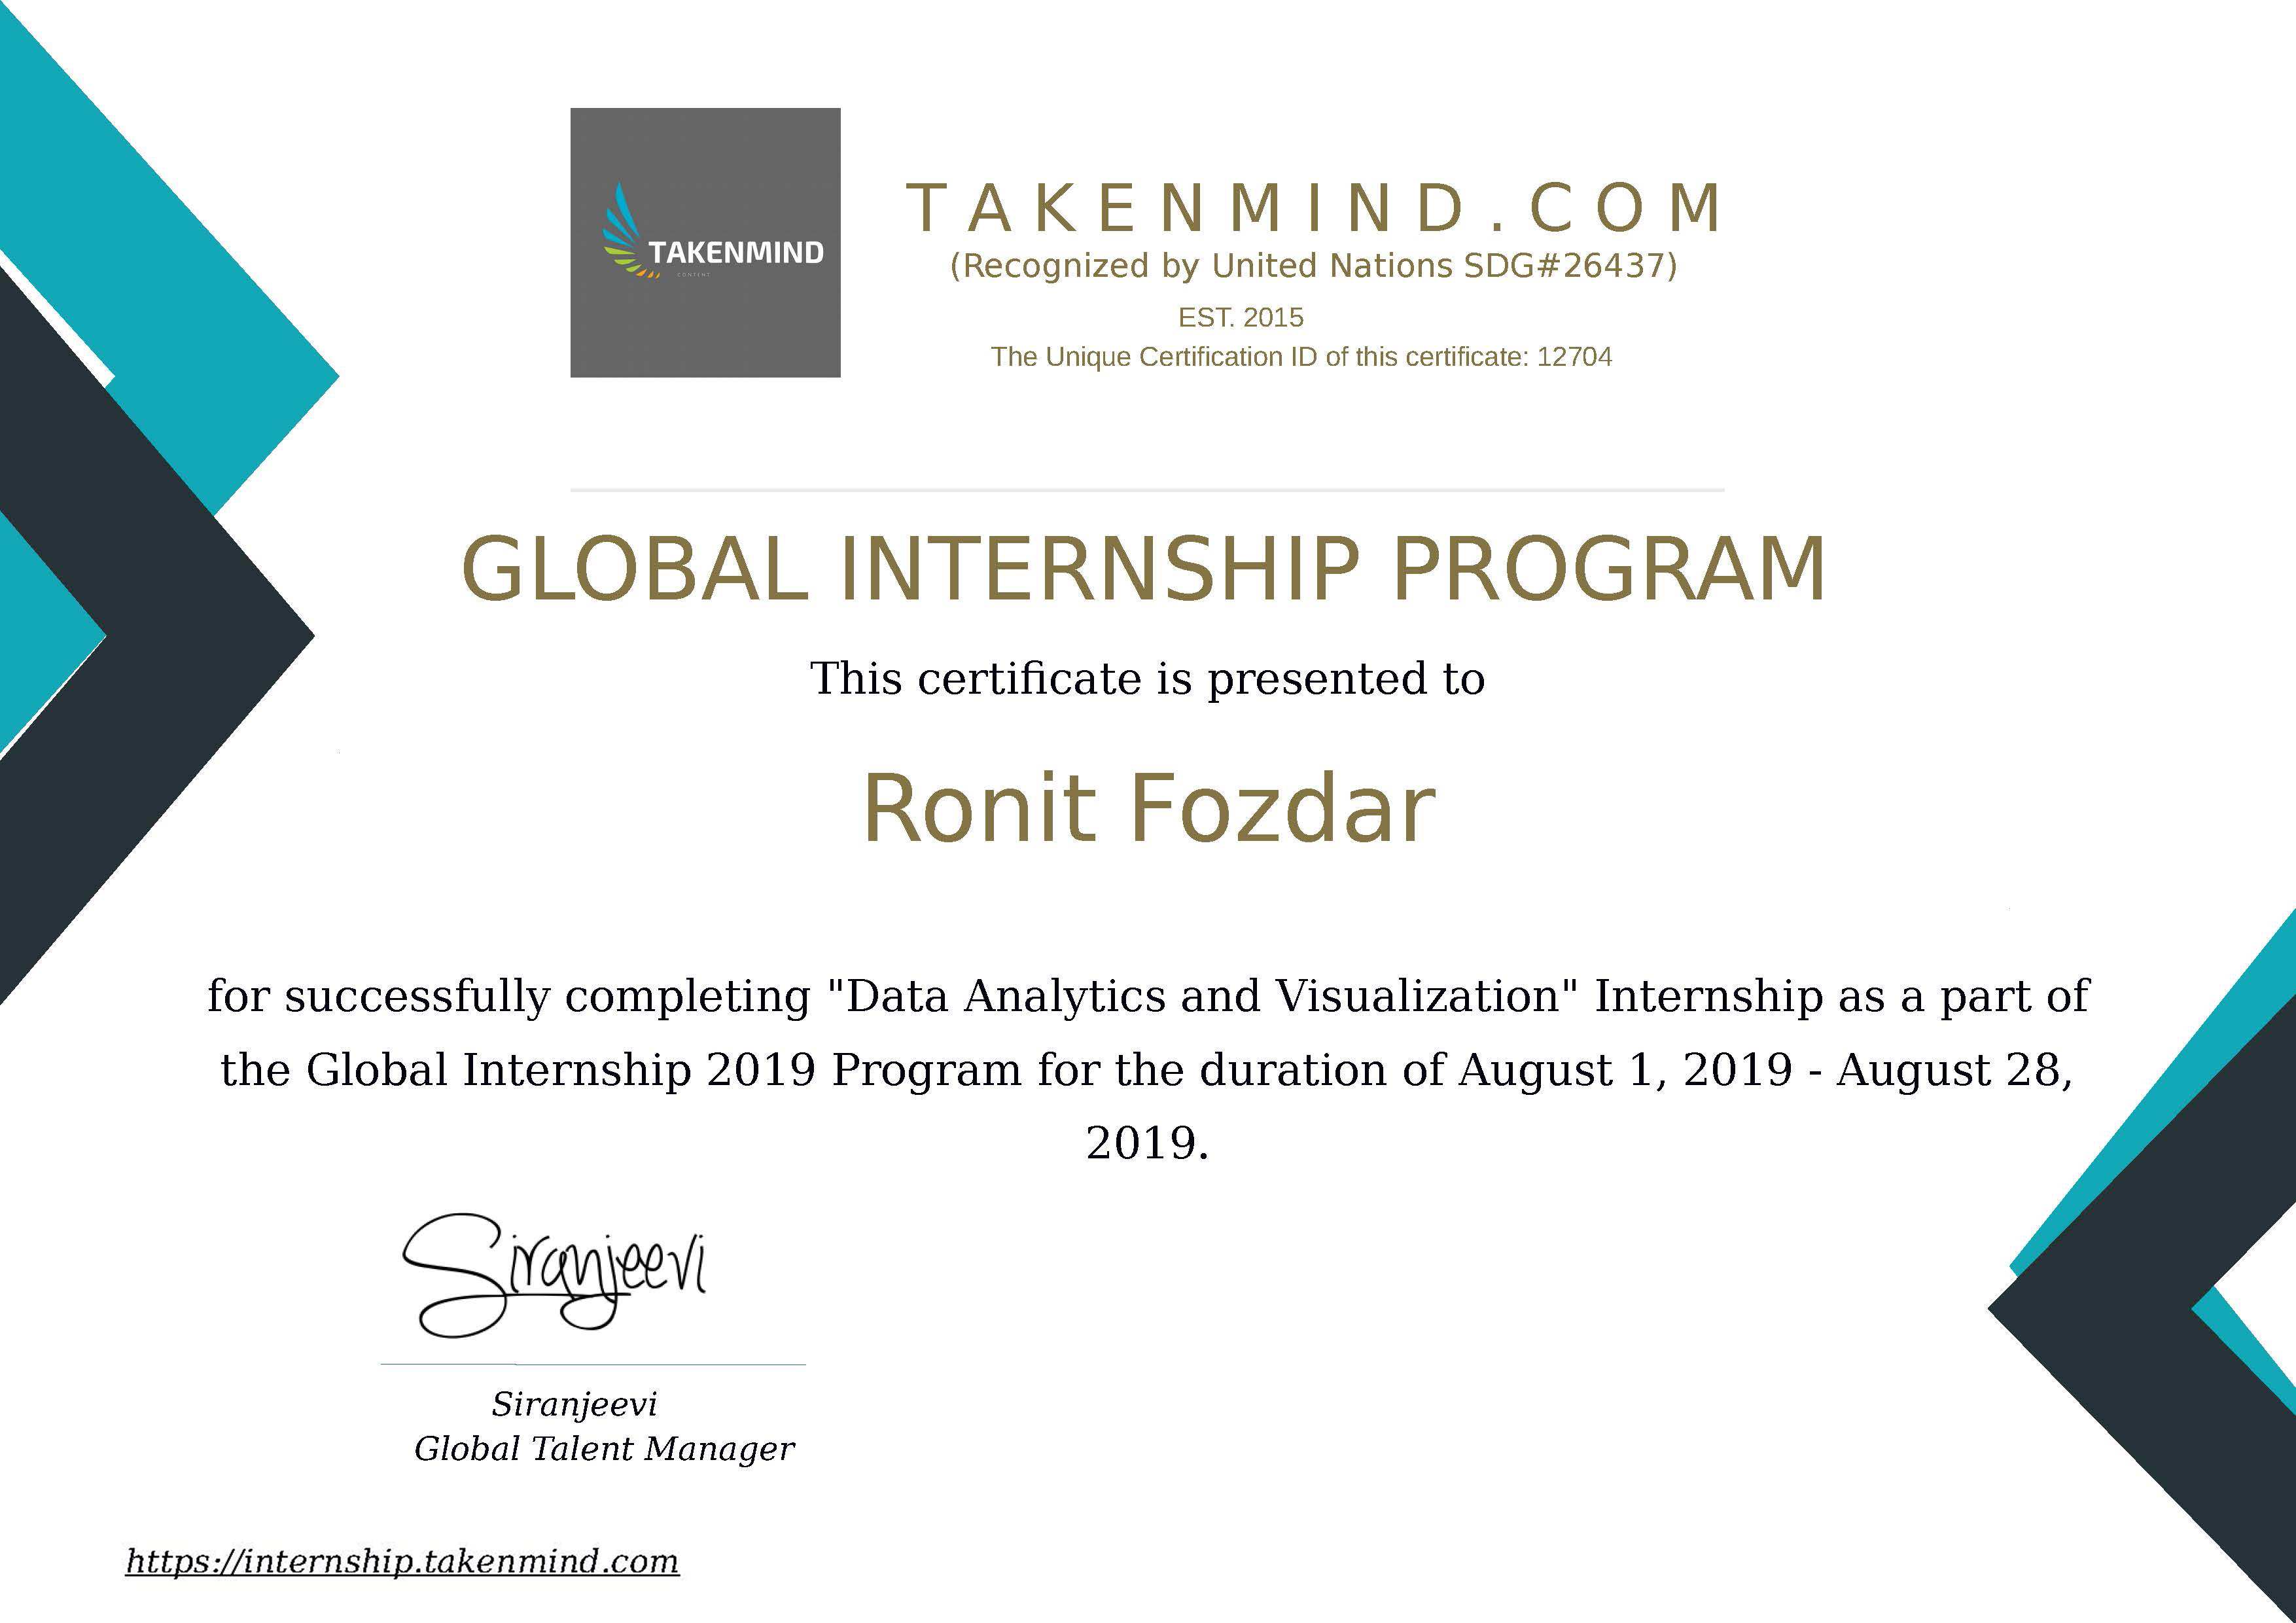 TAKENMIND
CONTENT
TAKENMIND.COM
(Recognized by United Nations SDG#26437)
EST. 2015
The Unique Certification ID of this certificate: 12704
GLOBAL INTERNSHIP PROGRAM
This certificate is presented to
Ronit Fozdar
for successfully completing "Data Analytics and Visualization" Internship as a part of
the Global Internship 2019 Program for the duration of August 1, 2019 - August 28,
2019.
Siranjeevi
Siranjeevi
Global Talent Manager
https://internship.takenmind.com